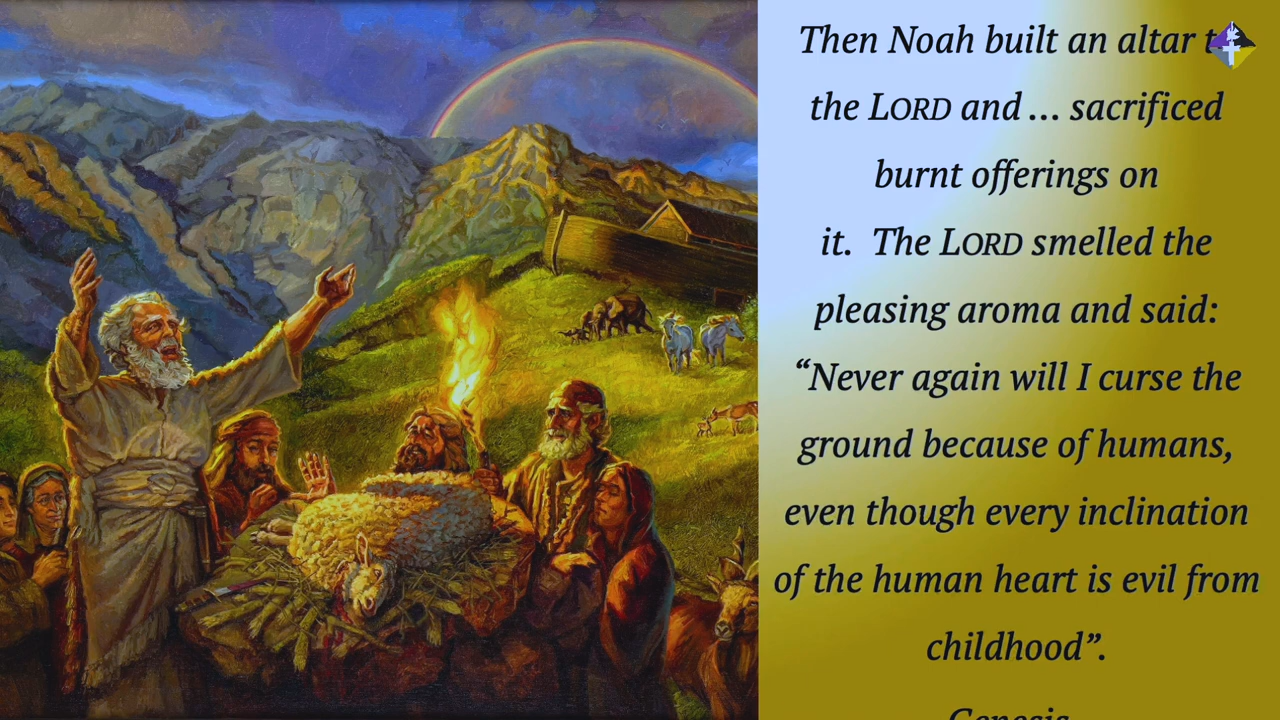 Then Noah built an altar
the LORD and ... sacrificed
burnt offerings on
it.  The LORD smelled the
pleasing aroma and said:
“Never again will I curse the
ground because of humans,
even though every inclination
of the human heart is evil from
childhood”.
Genesis